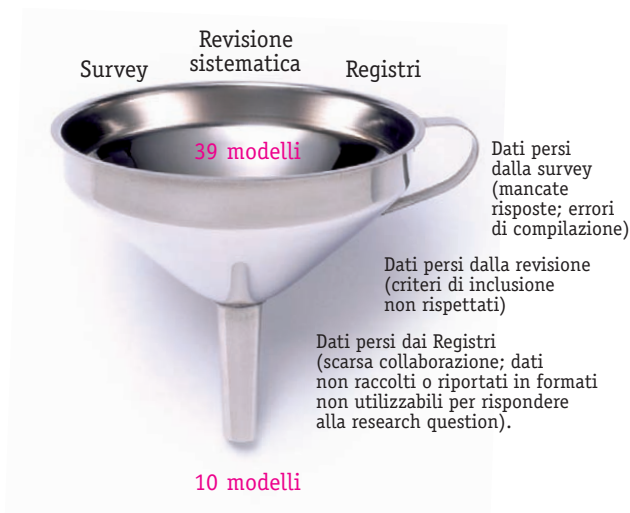 Survey
Revisione
sistematica
Registri
39 modelli
Dati persi
dalla survey
(mancate
risposte; errori
di compilazione)
Dati persi dalla revisione
(criteri di inclusione
non rispettati)
Dati persi dai Registri
(scarsa collaborazione; dati
non raccolti o riportati in formati
non utilizzabili per rispondere
alla research question).
10 modelli